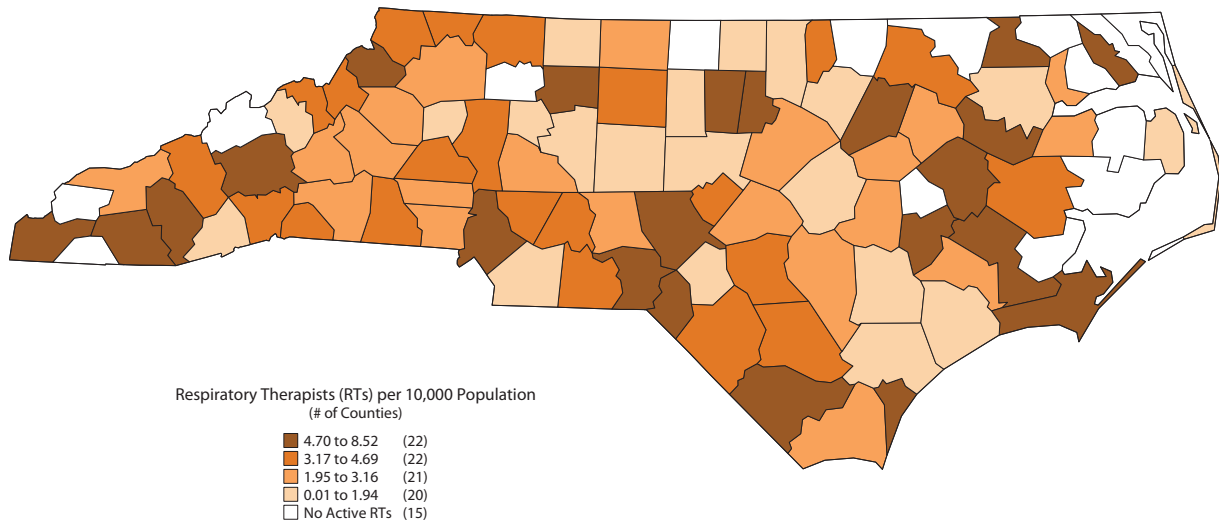 Respiratory Therapists (RTs) per 10,000 Population
(# of Counties)
4.70 to 8.52 (22)
3.17 to 4.69 (22)
1.95 to 3.16 (21)
0.01 to 1.94 (20)
No Active RTs (15)